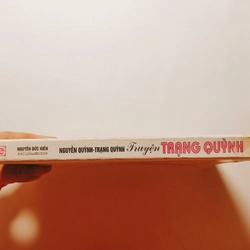 NGUYỄN ĐỨC HIỀN
NGUYỄN QUỲNH-TRẠNG QUỲNH Truyện TRẠNG QUỲNH